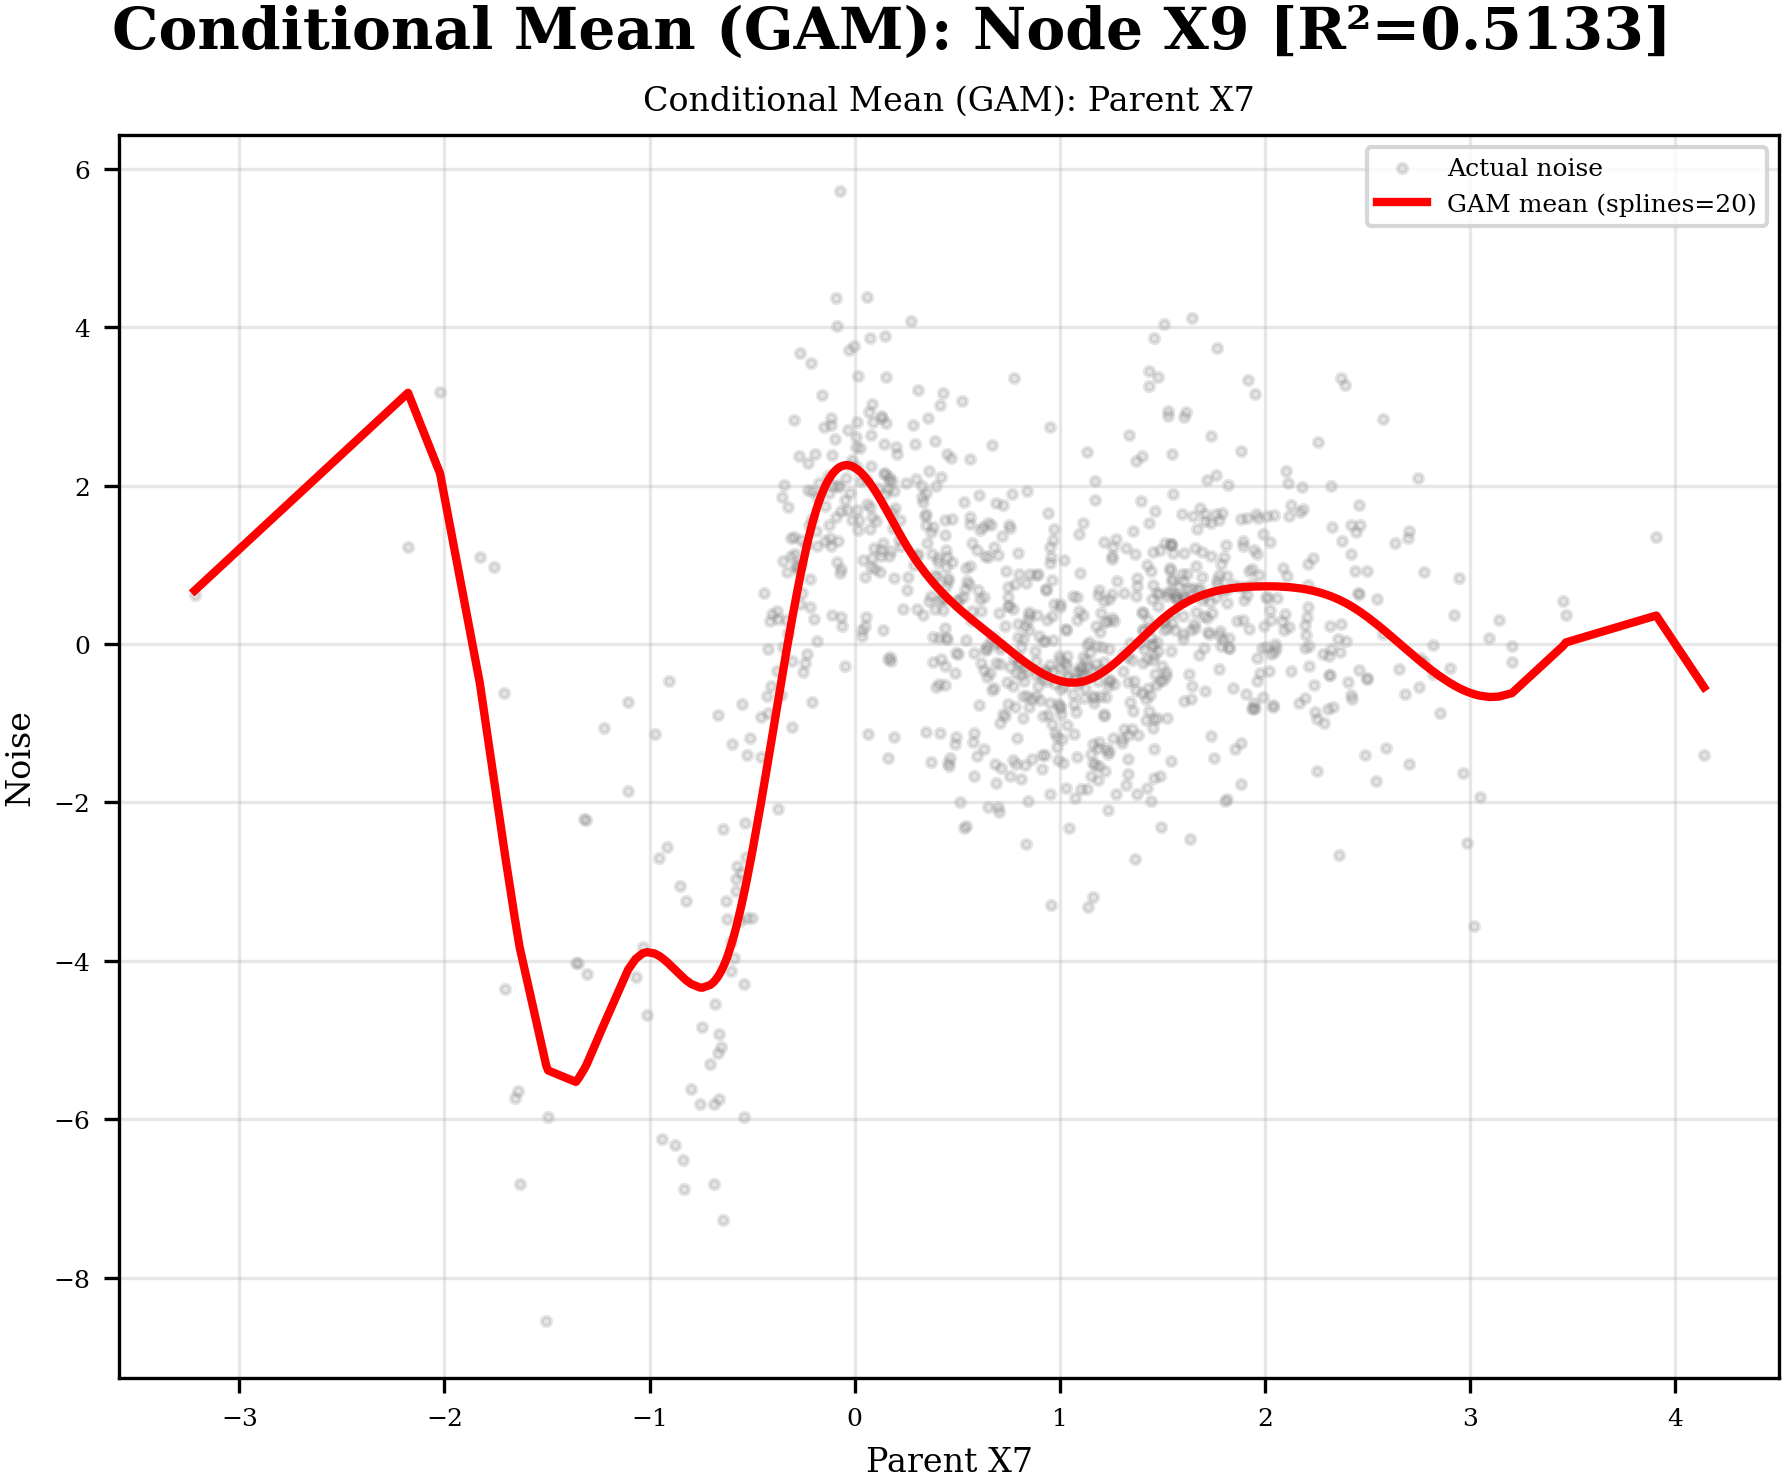 Conditional Mean (GAM): Node X9 [R²=0.5133]
Conditional Mean (GAM): Parent X7
Actual noise
GAM mean (splines=20)
6
4
2
0
−2
−4
−6
−8
Noise
−3
−2
−1
0
1
2
3
4
Parent X7